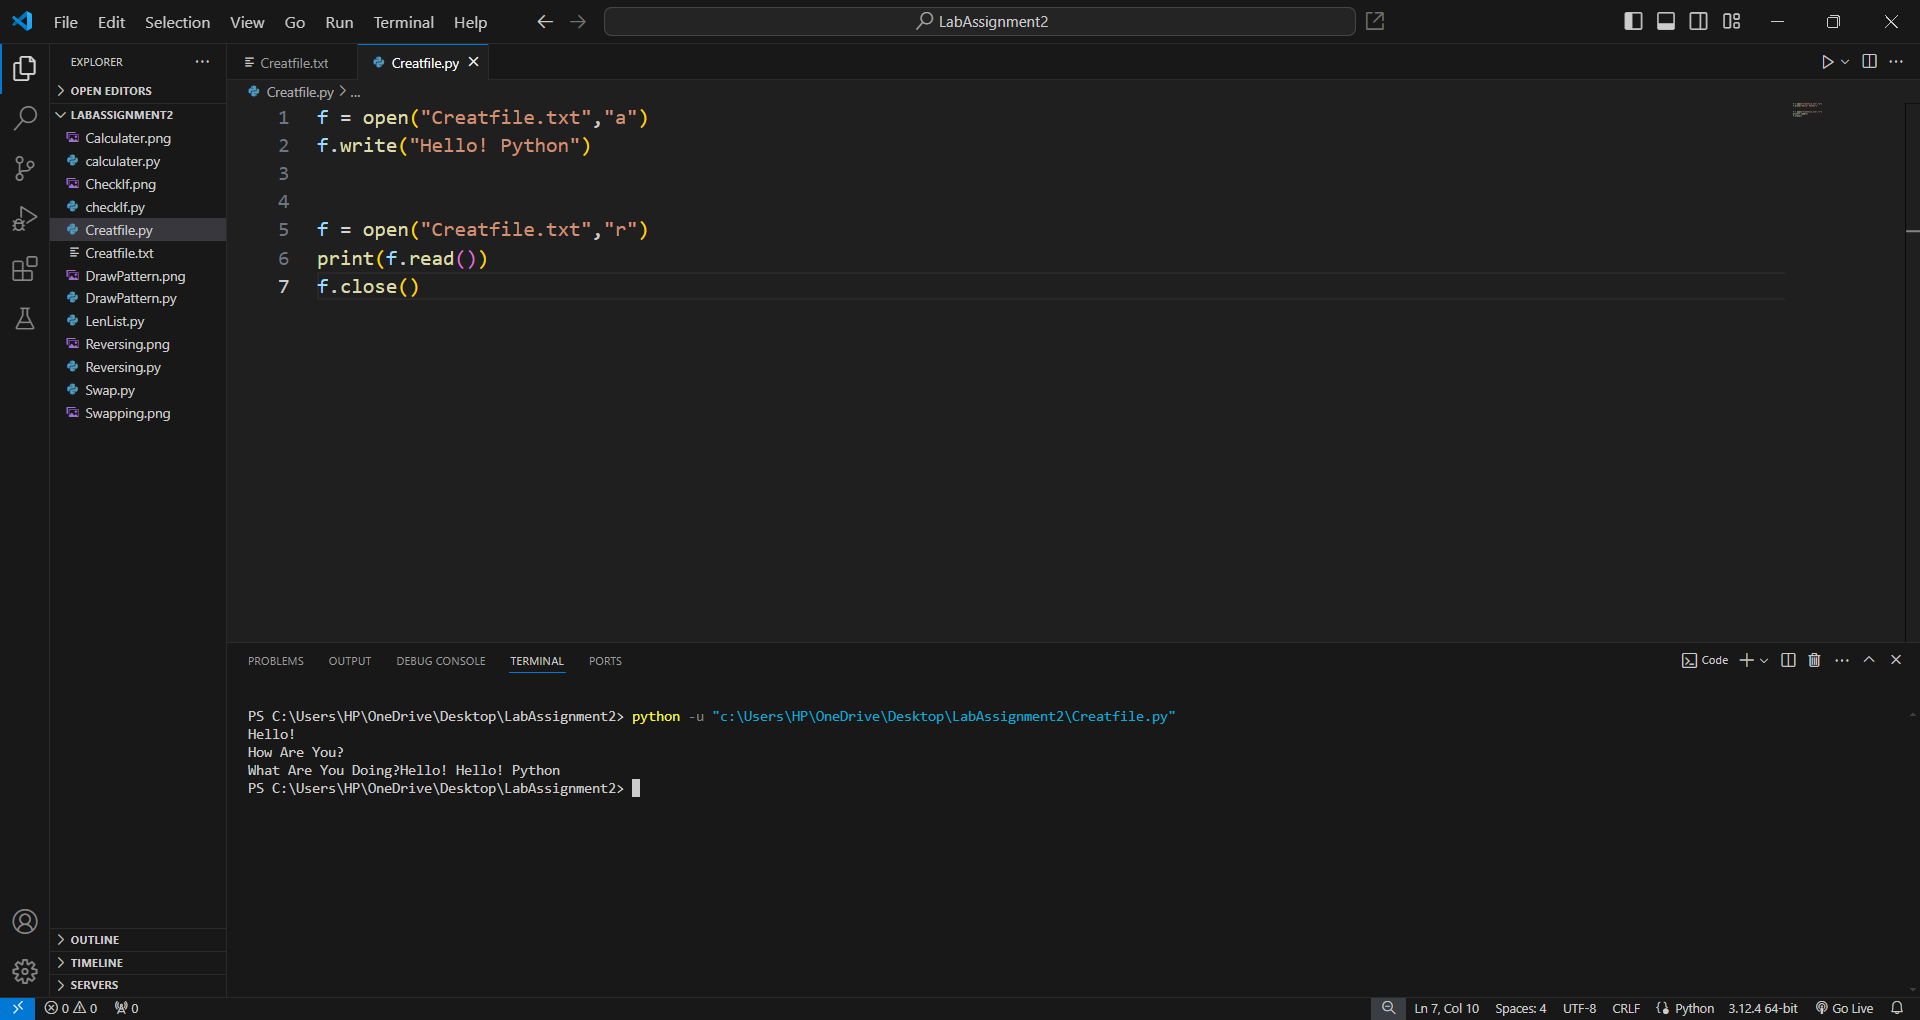 File Edit Selection View Go Run Terminal Help
LabAssignment2
EXPLORER
OPEN EDITORS
LABASSIGNMENT2
Calculater.png
calculater.py
CheckIf.png
checkIf.py
Creatfile.py
Creatfile.txt
DrawPattern.png
DrawPattern.py
LenList.py
Reversing.png
Reversing.py
Swap.py
Swapping.png
OUTLINE
TIMELINE
SERVERS
Creatfile.txt Creatfile.py
Creatfile.py > ...
1 f = open("Creatfile.txt","a")
2 f.write("Hello! Python")
3
4
5 f = open("Creatfile.txt","r")
6 print(f.read())
7 f.close()
PROBLEMS OUTPUT DEBUG CONSOLE TERMINAL PORTS
Code
PS C:\Users\HP\OneDrive\Desktop\LabAssignment2> python -u "c:\Users\HP\OneDrive\Desktop\LabAssignment2\Creatfile.py"
Hello!
How Are You?
What Are You Doing?Hello! Hello! Python
PS C:\Users\HP\OneDrive\Desktop\LabAssignment2>
0 0 0 Ln 7, Col 10 Spaces: 4 UTF-8 CRLF Python 3.12.4 64-bit Go Live